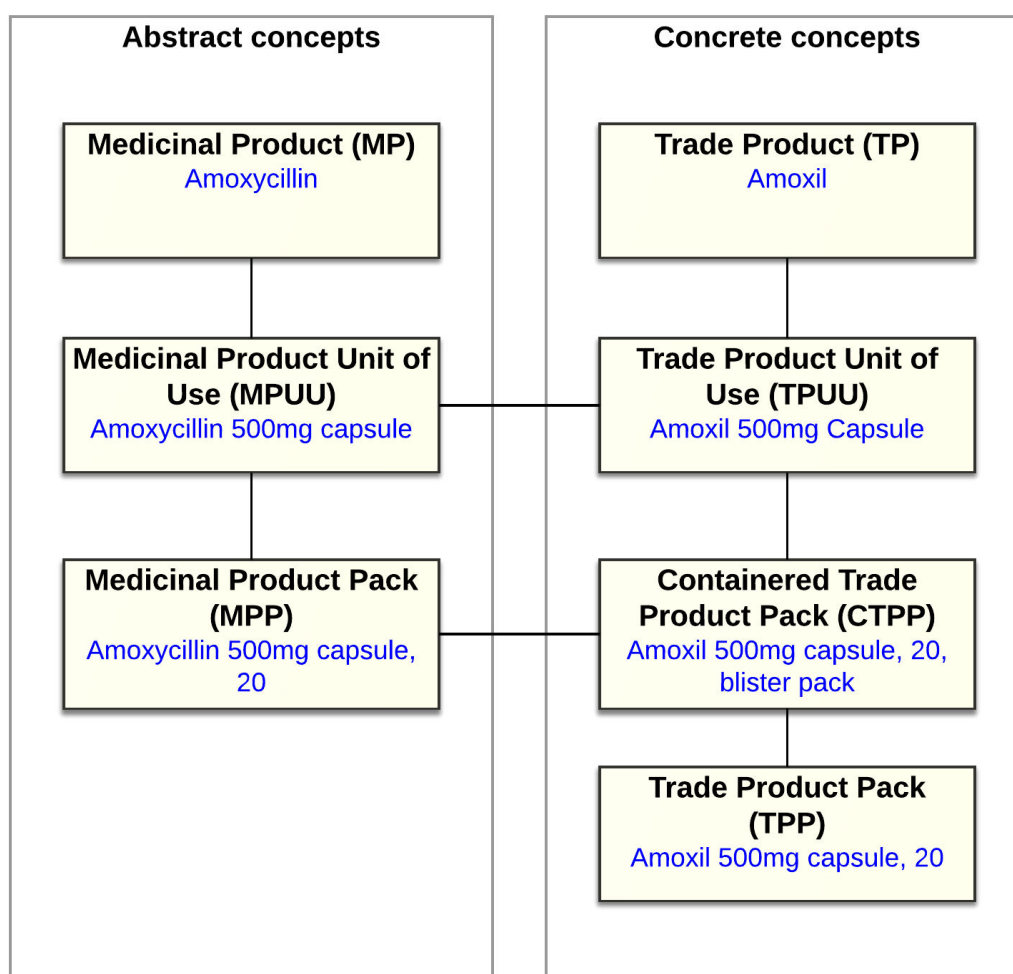 Abstract concepts
Medicinal Product (MP)
Amoxycillin
Medicinal Product Unit of
Use (MPUU)
Amoxycillin 500mg capsule
Medicinal Product Pack
(MPP)
Amoxycillin 500mg capsule,
20
Concrete concepts
Trade Product (TP)
Amoxil
Trade Product Unit of
Use (TPUU)
Amoxil 500mg Capsule
Containered Trade
Product Pack (CTPP)
Amoxil 500mg capsule, 20,
blister pack
Trade Product Pack
(TPP)
Amoxil 500mg capsule, 20